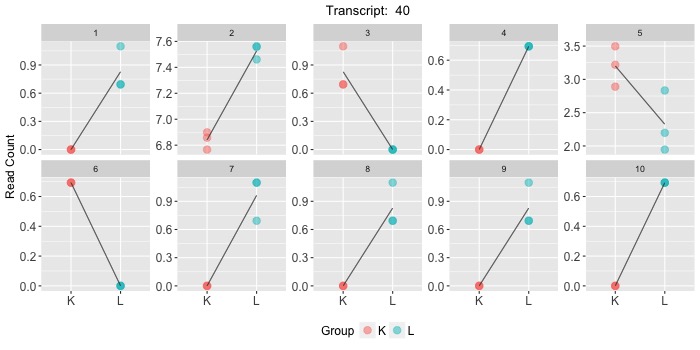 Transcript: 40
1 2 3 4 5
0.9 0.6 0.3 0.0
7.6 7.4 7.2 7.0 6.8
0.9 0.6 0.3 0.0
0.6 0.4 0.2 0.0
3.5 3.0 2.5 2.0
Read Count
6 7 8 9 10
0.6 0.4 0.2 0.0
0.9 0.6 0.3 0.0
0.9 0.6 0.3 0.0
0.9 0.6 0.3 0.0
0.6 0.4 0.2 0.0
K L K L K L K L K L
Group K L